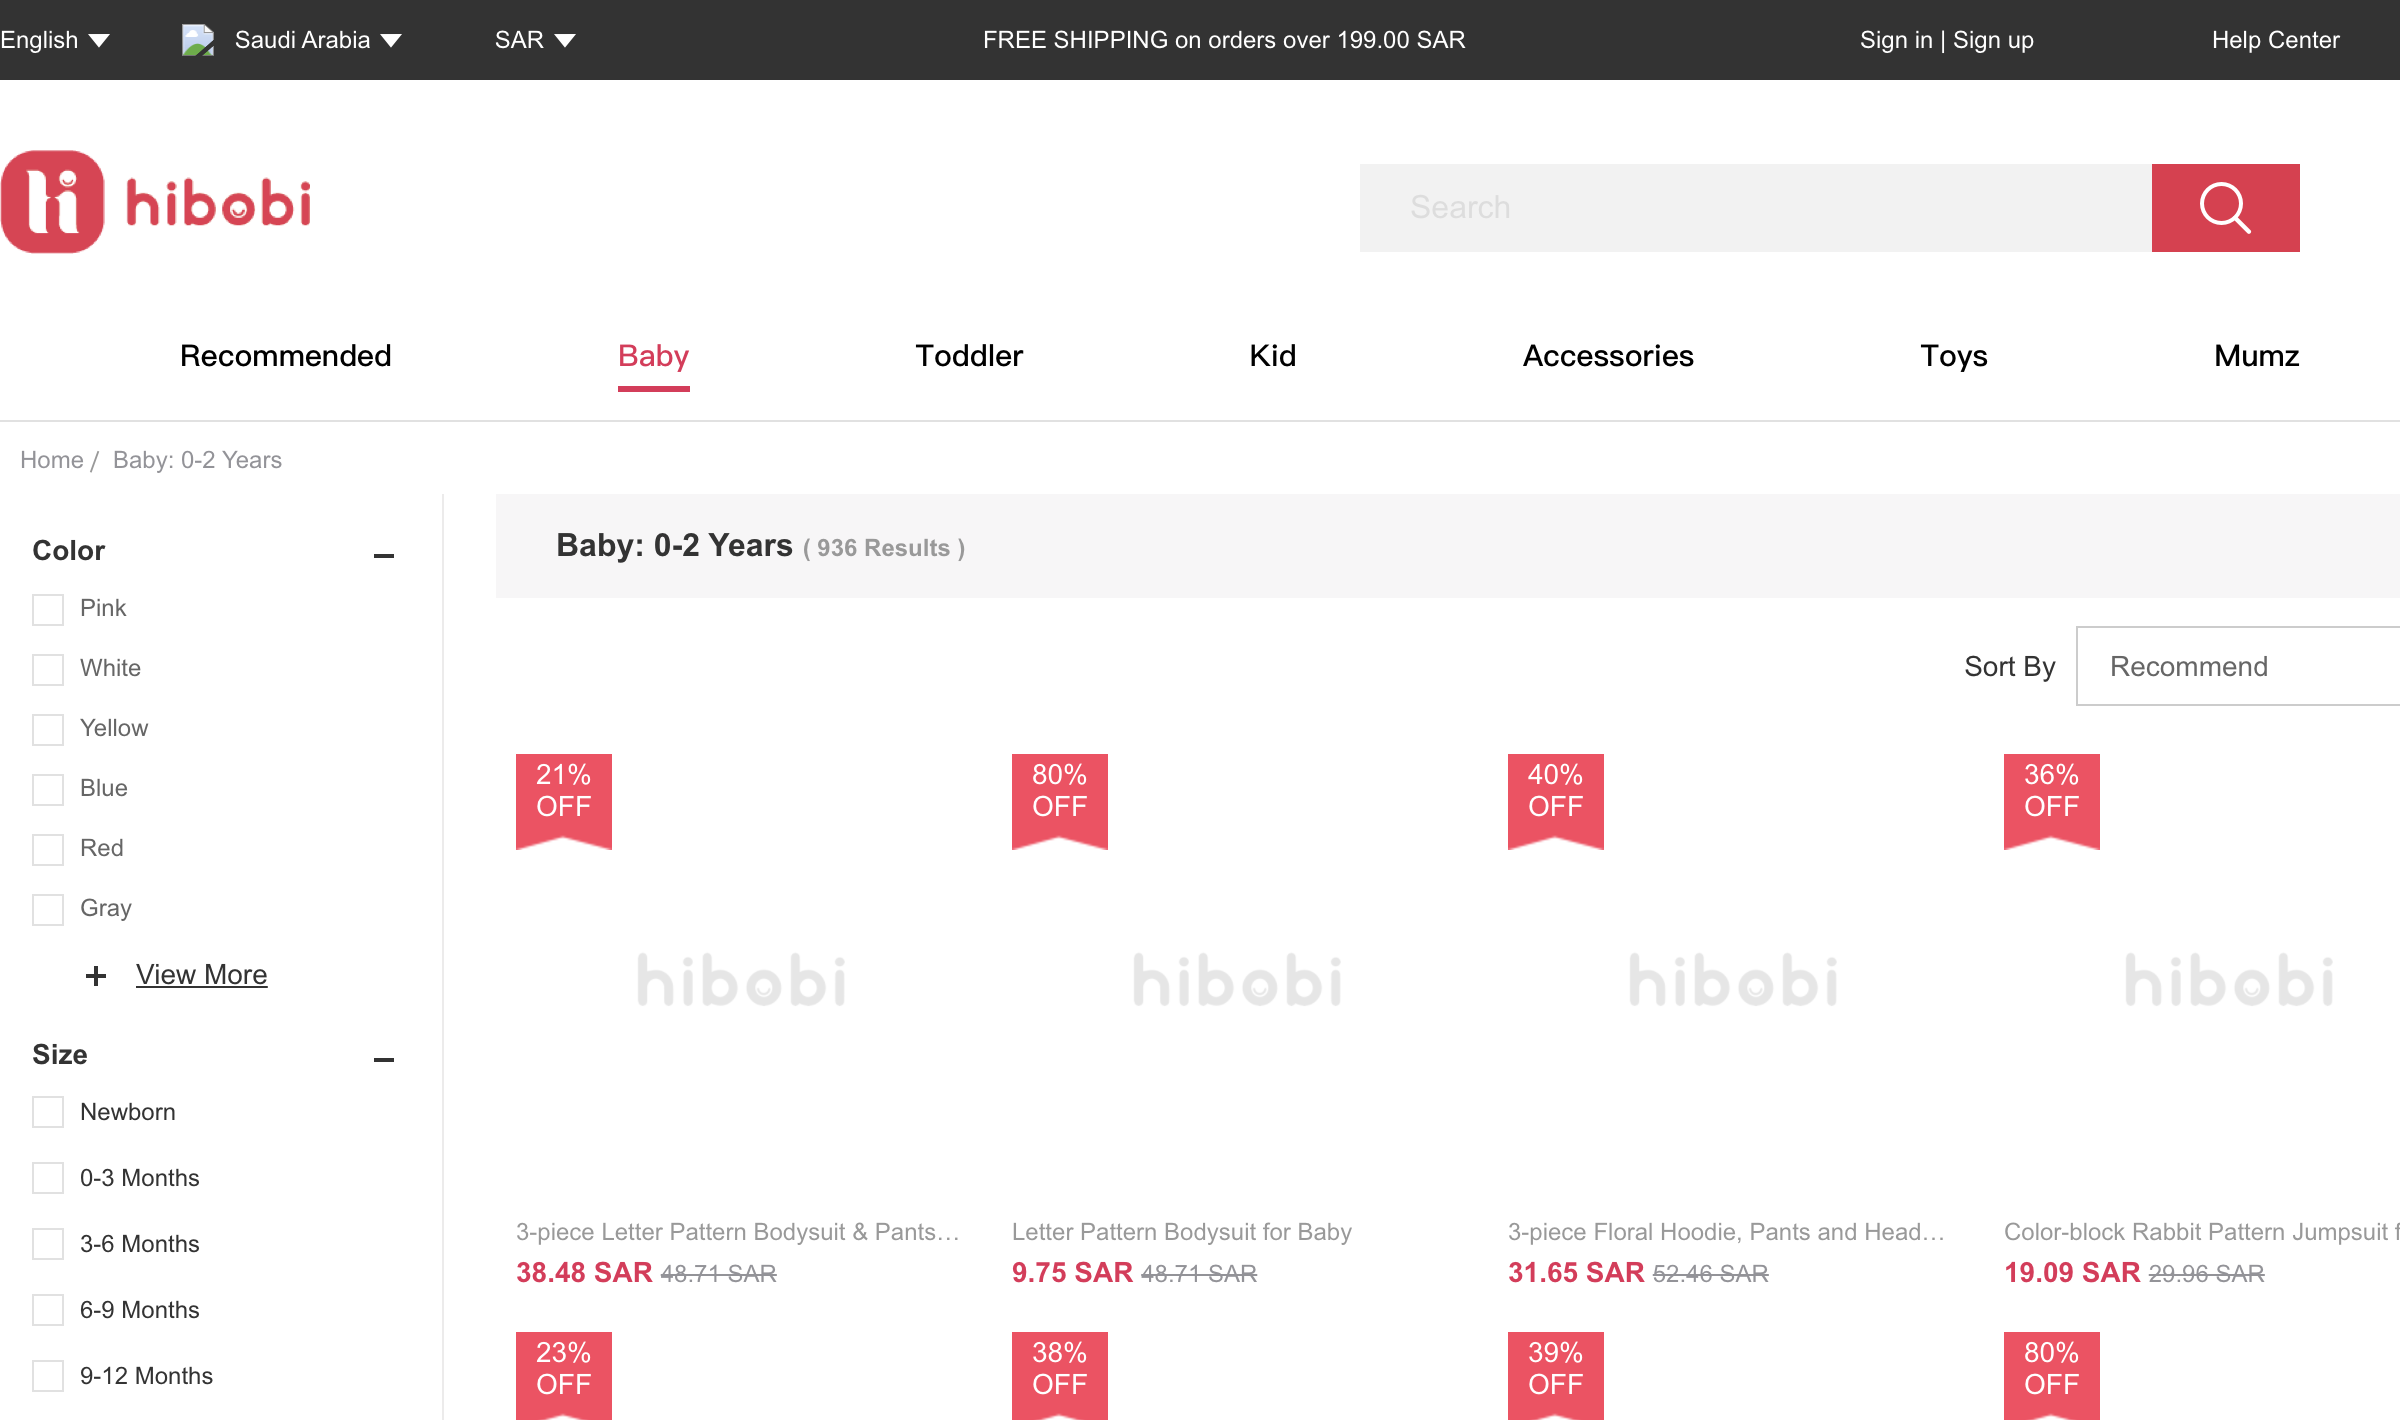 English
Saudi Arabia
SAR
FREE SHIPPING on orders over 199.00 SAR
Sign in | Sign up
Help Center
hibobi
Search
Recommended
Baby
Toddler
Kid
Accessories
Toys
Mumz
Home / Baby: 0-2 Years
Color
Pink
White
Yellow
Blue
Red
Gray
View More
Size
Newborn
0-3 Months
3-6 Months
6-9 Months
9-12 Months
Baby: 0-2 Years ( 936 Results )
Sort By
Recommend
21%
OFF
hibobi
3-piece Letter Pattern Bodysuit & Pants...
38.48 SAR 48.71 SAR
80%
OFF
hibobi
Letter Pattern Bodysuit for Baby
9.75 SAR 48.71 SAR
40%
OFF
hibobi
3-piece Floral Hoodie, Pants and Head...
31.65 SAR 52.46 SAR
36%
OFF
hibobi
Color-block Rabbit Pattern Jumpsuit f
19.09 SAR 29.96 SAR
23%
OFF
38%
OFF
39%
OFF
80%
OFF